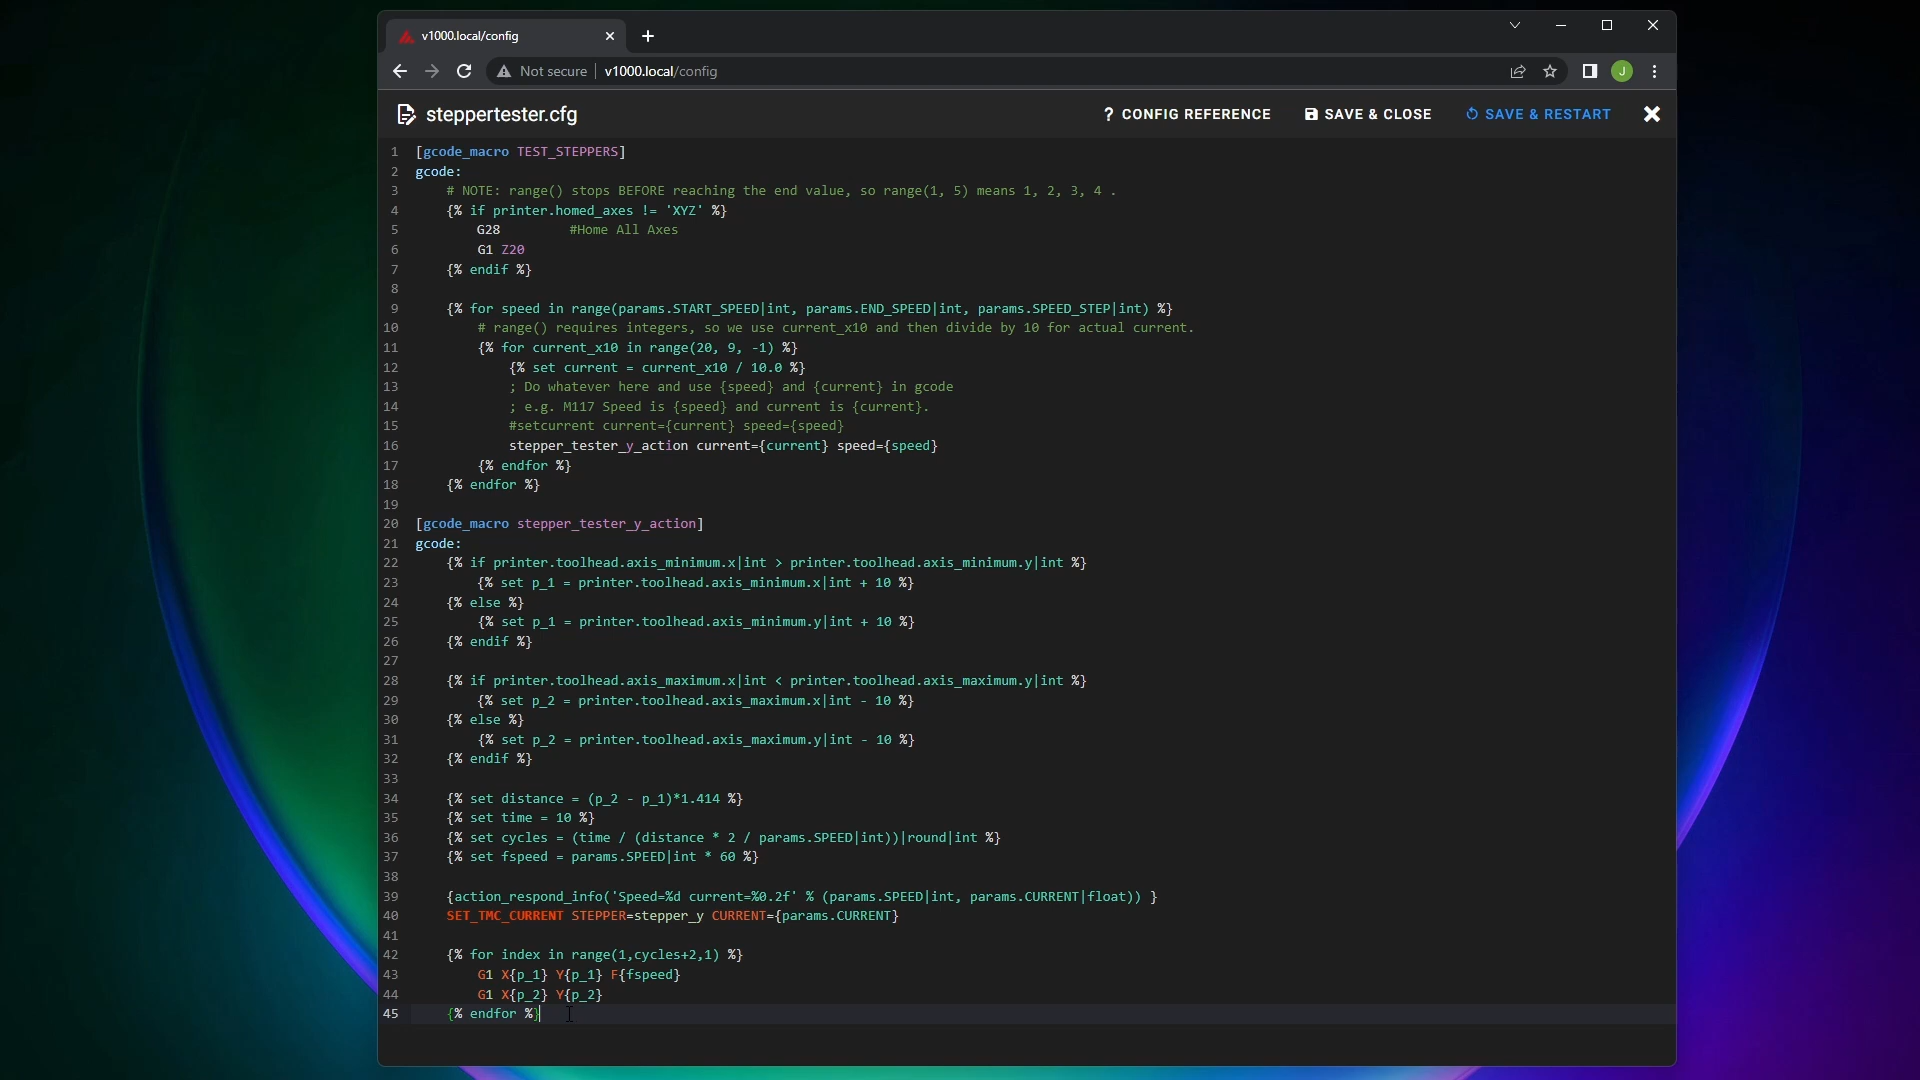 v1000.local/config
Not secure v1000.local/config
J
steppertester.cfg
? CONFIG REFERENCE
SAVE & CLOSE
SAVE & RESTART
1 [gcode_macro TEST_STEPPERS]
2 gcode:
3 # NOTE: range() stops BEFORE reaching the end value, so range(1, 5) means 1, 2, 3, 4 .
4 {% if printer.homed_axes != 'XYZ' %}
5 G28 #Home All Axes
6 G1 Z20
7 {% endif %}
8
9 {% for speed in range(params.START_SPEED|int, params.END_SPEED|int, params.SPEED_STEP|int) %}
10 # range() requires integers, so we use current_x10 and then divide by 10 for actual current.
11 {% for current_x10 in range(20, 9, -1) %}
12 {% set current = current_x10 / 10.0 %}
13 ; Do whatever here and use {speed} and {current} in gcode
14 ; e.g. M117 Speed is {speed} and current is {current}.
15 #setcurrent current={current} speed={speed}
16 stepper_tester_y_action current={current} speed={speed}
17 {% endfor %}
18 {% endfor %}
19
20 [gcode_macro stepper_tester_y_action]
21 gcode:
22 {% if printer.toolhead.axis_minimum.x|int > printer.toolhead.axis_minimum.y|int %}
23 {% set p_1 = printer.toolhead.axis_minimum.x|int + 10 %}
24 {% else %}
25 {% set p_1 = printer.toolhead.axis_minimum.y|int + 10 %}
26 {% endif %}
27
28 {% if printer.toolhead.axis_maximum.x|int < printer.toolhead.axis_maximum.y|int %}
29 {% set p_2 = printer.toolhead.axis_maximum.x|int - 10 %}
30 {% else %}
31 {% set p_2 = printer.toolhead.axis_maximum.y|int - 10 %}
32 {% endif %}
33
34 {% set distance = (p_2 - p_1)*1.414 %}
35 {% set time = 10 %}
36 {% set cycles = (time / (distance * 2 / params.SPEED|int))|round|int %}
37 {% set fspeed = params.SPEED|int * 60 %}
38
39 {action_respond_info('Speed=%d current=%0.2f' % (params.SPEED|int, params.CURRENT|float)) }
40 SET_TMC_CURRENT STEPPER=stepper_y CURRENT={params.CURRENT}
41
42 {% for index in range(1,cycles+2,1) %}
43 G1 X{p_1} Y{p_1} F{fspeed}
44 G1 X{p_2} Y{p_2}
45 {% endfor %}